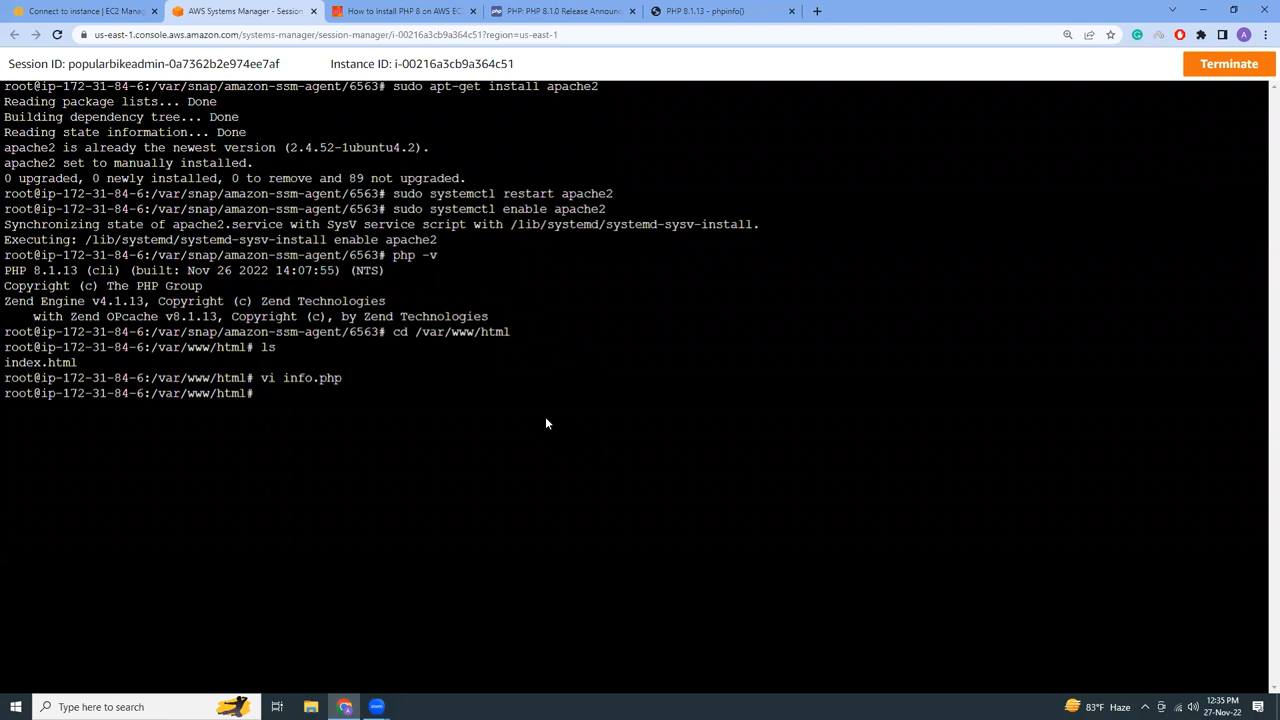 Connect to instance | EC2 Manag
AWS Systems Manager - Session
How to Install PHP 8 on AWS EC2
PHP: PHP 8.1.0 Release Announc
PHP 8.1.13 - phpinfo()
us-east-1.console.aws.amazon.com/systems-manager/session-manager/i-00216a3cb9a364c51?region=us-east-1
A
Session ID: popularbikeadmin-0a7362b2e974ee7af
Instance ID: i-00216a3cb9a364c51
Terminate
root@ip-172-31-84-6:/var/snap/amazon-ssm-agent/6563# sudo apt-get install apache2
Reading package lists... Done
Building dependency tree... Done
Reading state information... Done
apache2 is already the newest version (2.4.52-1ubuntu4.2).
apache2 set to manually installed.
0 upgraded, 0 newly installed, 0 to remove and 89 not upgraded.
root@ip-172-31-84-6:/var/snap/amazon-ssm-agent/6563# sudo systemctl restart apache2
root@ip-172-31-84-6:/var/snap/amazon-ssm-agent/6563# sudo systemctl enable apache2
Synchronizing state of apache2.service with SysV service script with /lib/systemd/systemd-sysv-install.
Executing: /lib/systemd/systemd-sysv-install enable apache2
root@ip-172-31-84-6:/var/snap/amazon-ssm-agent/6563# php -v
PHP 8.1.13 (cli) (built: Nov 26 2022 14:07:55) (NTS)
Copyright (c) The PHP Group
Zend Engine v4.1.13, Copyright (c) Zend Technologies
    with Zend OPcache v8.1.13, Copyright (c), by Zend Technologies
root@ip-172-31-84-6:/var/snap/amazon-ssm-agent/6563# cd /var/www/html
root@ip-172-31-84-6:/var/www/html# ls
index.html
root@ip-172-31-84-6:/var/www/html# vi info.php
root@ip-172-31-84-6:/var/www/html#
Type here to search
zoom
83°F Haze
12:35 PM
27-Nov-22